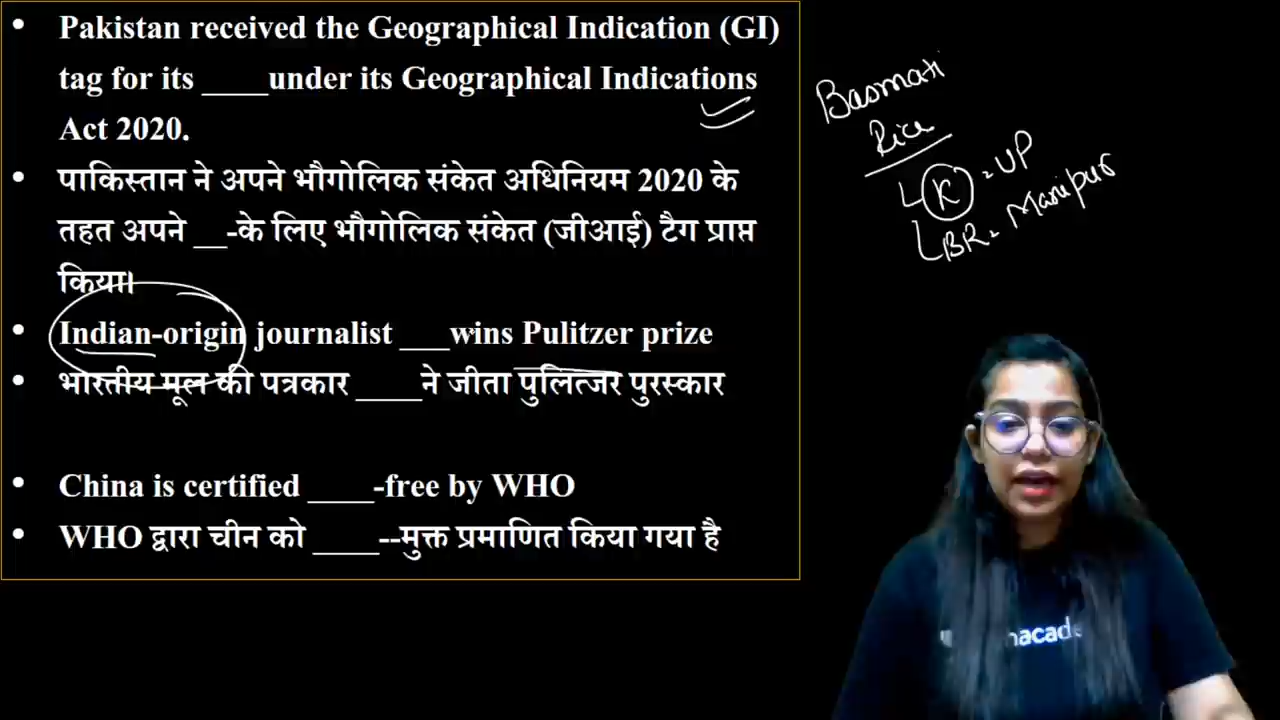 Pakistan received the Geographical Indication (GI)
tag for its ____under its Geographical Indications
Act 2020.
पाकिस्तान ने अपने भौगोलिक संकेत अधिनियम 2020 के
तहत अपने __-के लिए भौगोलिक संकेत (जीआई) टैग प्राप्त
किया।
Indian-origin journalist ___wins Pulitzer prize
भारतीय मूल की पत्रकार ____ने जीता पुलित्जर पुरस्कार
China is certified ____-free by WHO
WHO द्वारा चीन को ____--मुक्त प्रमाणित किया गया है
Basmati
Rice
K = UP
BR = Manipur